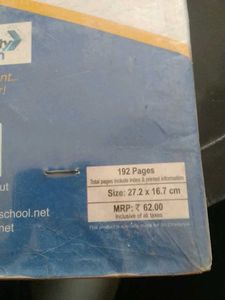 192 Pages
Total pages include index & printed information
Size: 27.2 x 16.7 cm
MRP: ₹ 62.00
Inclusive of all taxes
out
school.net
net